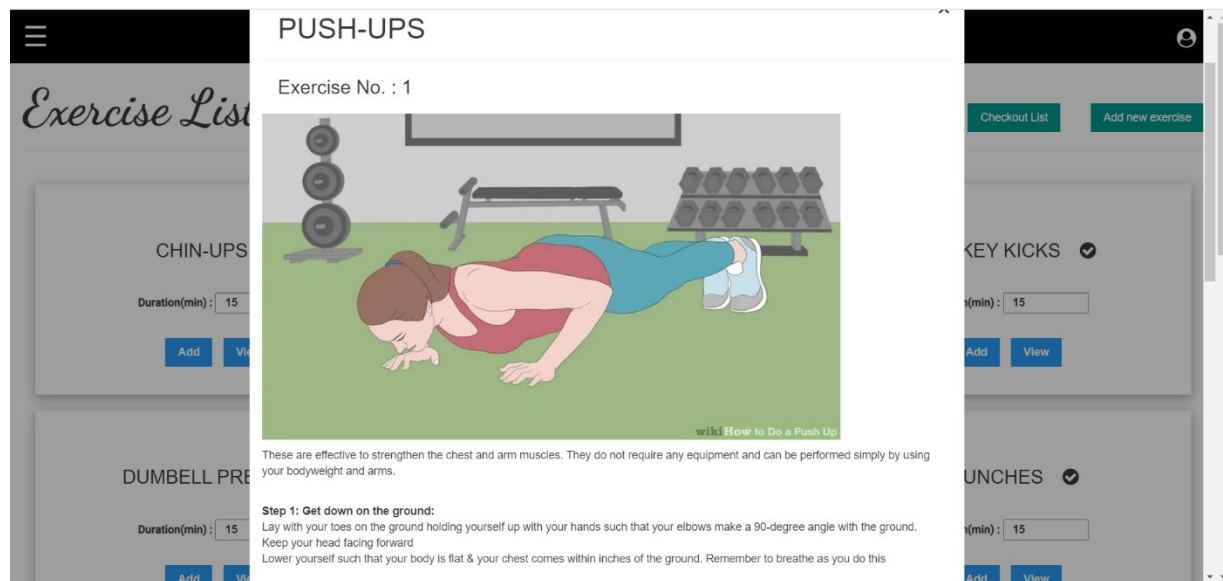 PUSH-UPS
Exercise No. : 1
Exercise List
Checkout List
Add new exercise
CHIN-UPS
KEY KICKS
Duration(min) : 15
(min) : 15
Add
Add View
wikiHow to Do a Push Up
These are effective to strengthen the chest and arm muscles. They do not require any equipment and can be performed simply by using
your bodyweight and arms.
DUMBELL PRE
UNCHES
Step 1: Get down on the ground:
Lay with your toes on the ground holding yourself up with your hands such that your elbows make a 90-degree angle with the ground.
Keep your head facing forward
Lower yourself such that your body is flat & your chest comes within inches of the ground. Remember to breathe as you do this
Duration(min) : 15
(min) : 15
Add
Add View